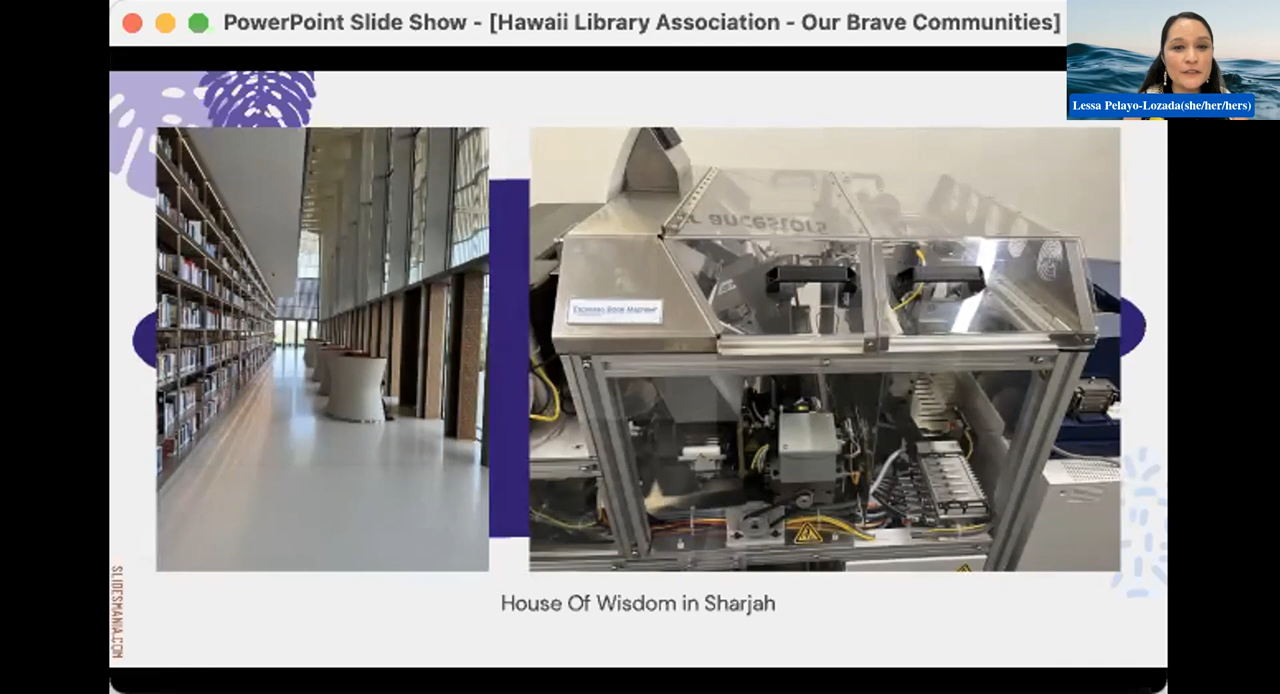 PowerPoint Slide Show - [Hawaii Library Association - Our Brave Communities]
Lessa Pelayo-Lozada(she/her/hers)
ancestors
Espresso Book Machine
House Of Wisdom in Sharjah
SLIDESMANIA.COM